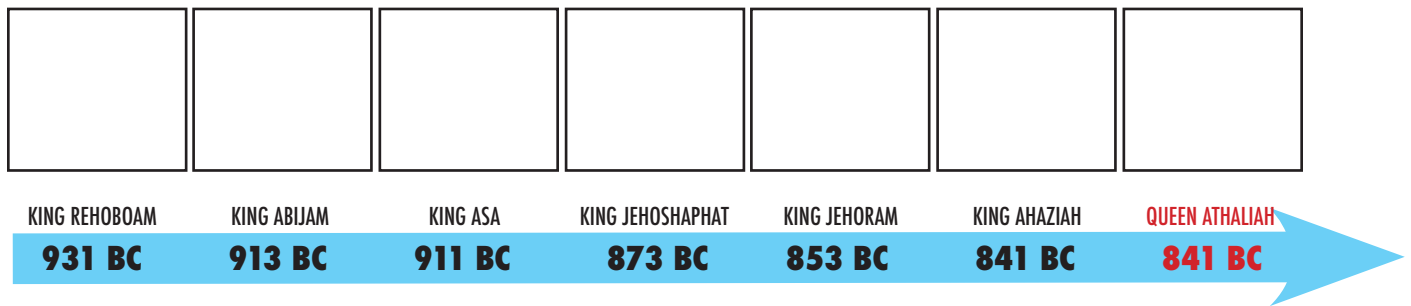 KING REHOBOAM KING ABIJAM KING ASA KING JEHOSHAPHAT KING JEHORAM KING AHAZIAH QUEEN ATHALIAH
931 BC 913 BC 911 BC 873 BC 853 BC 841 BC 841 BC